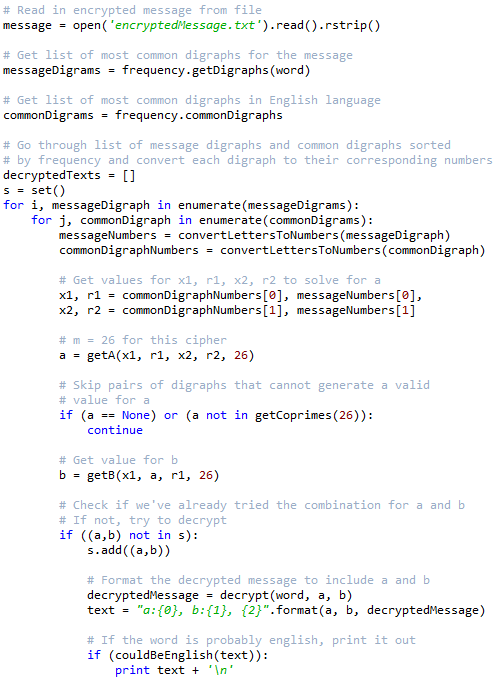 # Read in encrypted message from file
message = open('encryptedMessage.txt').read().rstrip()
# Get list of most common digraphs for the message
messageDigrams = frequency.getDigraphs(word)
# Get list of most common digraphs in English language
commonDigrams = frequency.commonDigraphs
# Go through list of message digraphs and common digraphs sorted
# by frequency and convert each digraph to their corresponding numbers
decryptedTexts = []
s = set()
for i, messageDigraph in enumerate(messageDigrams):
    for j, commonDigraph in enumerate(commonDigrams):
        messageNumbers = convertLettersToNumbers(messageDigraph)
        commonDigraphNumbers = convertLettersToNumbers(commonDigraph)
        # Get values for x1, r1, x2, r2 to solve for a
        x1, r1 = commonDigraphNumbers[0], messageNumbers[0],
        x2, r2 = commonDigraphNumbers[1], messageNumbers[1]
        # m = 26 for this cipher
        a = getA(x1, r1, x2, r2, 26)
        # Skip pairs of digraphs that cannot generate a valid
        # value for a
        if (a == None) or (a not in getCoprimes(26)):
            continue
        # Get value for b
        b = getB(x1, a, r1, 26)
        # Check if we've already tried the combination for a and b
        # If not, try to decrypt
        if ((a,b) not in s):
            s.add((a,b))
            # Format the decrypted message to include a and b
            decryptedMessage = decrypt(word, a, b)
            text = "a:{0}, b:{1}, {2}".format(a, b, decryptedMessage)
            # If the word is probably english, print it out
            if (couldBeEnglish(text)):
                print text + '\n'